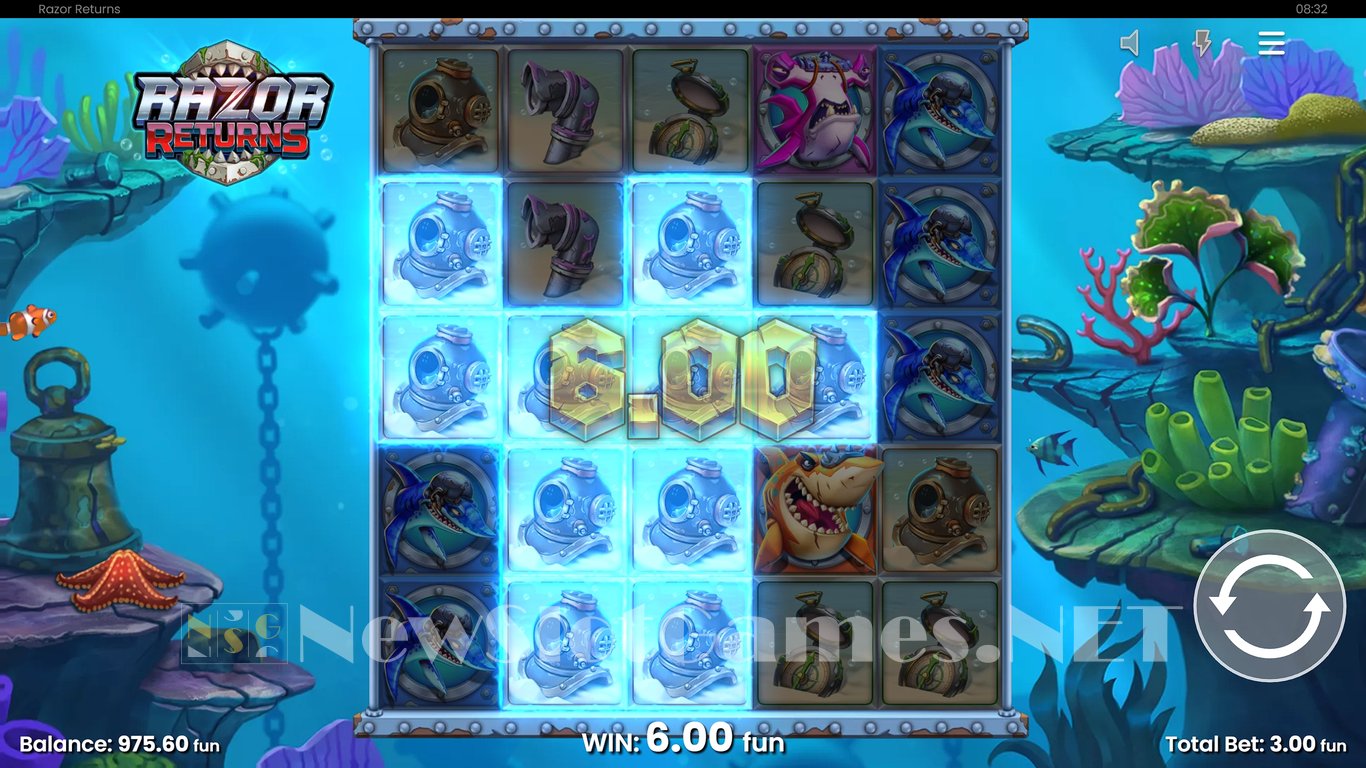 Razor Returns
08:32
RAZOR
RETURNS
6.00
NSG
NewSlotGames.NET
Balance: 975.60 fun
WIN: 6.00 fun
Total Bet: 3.00 fun